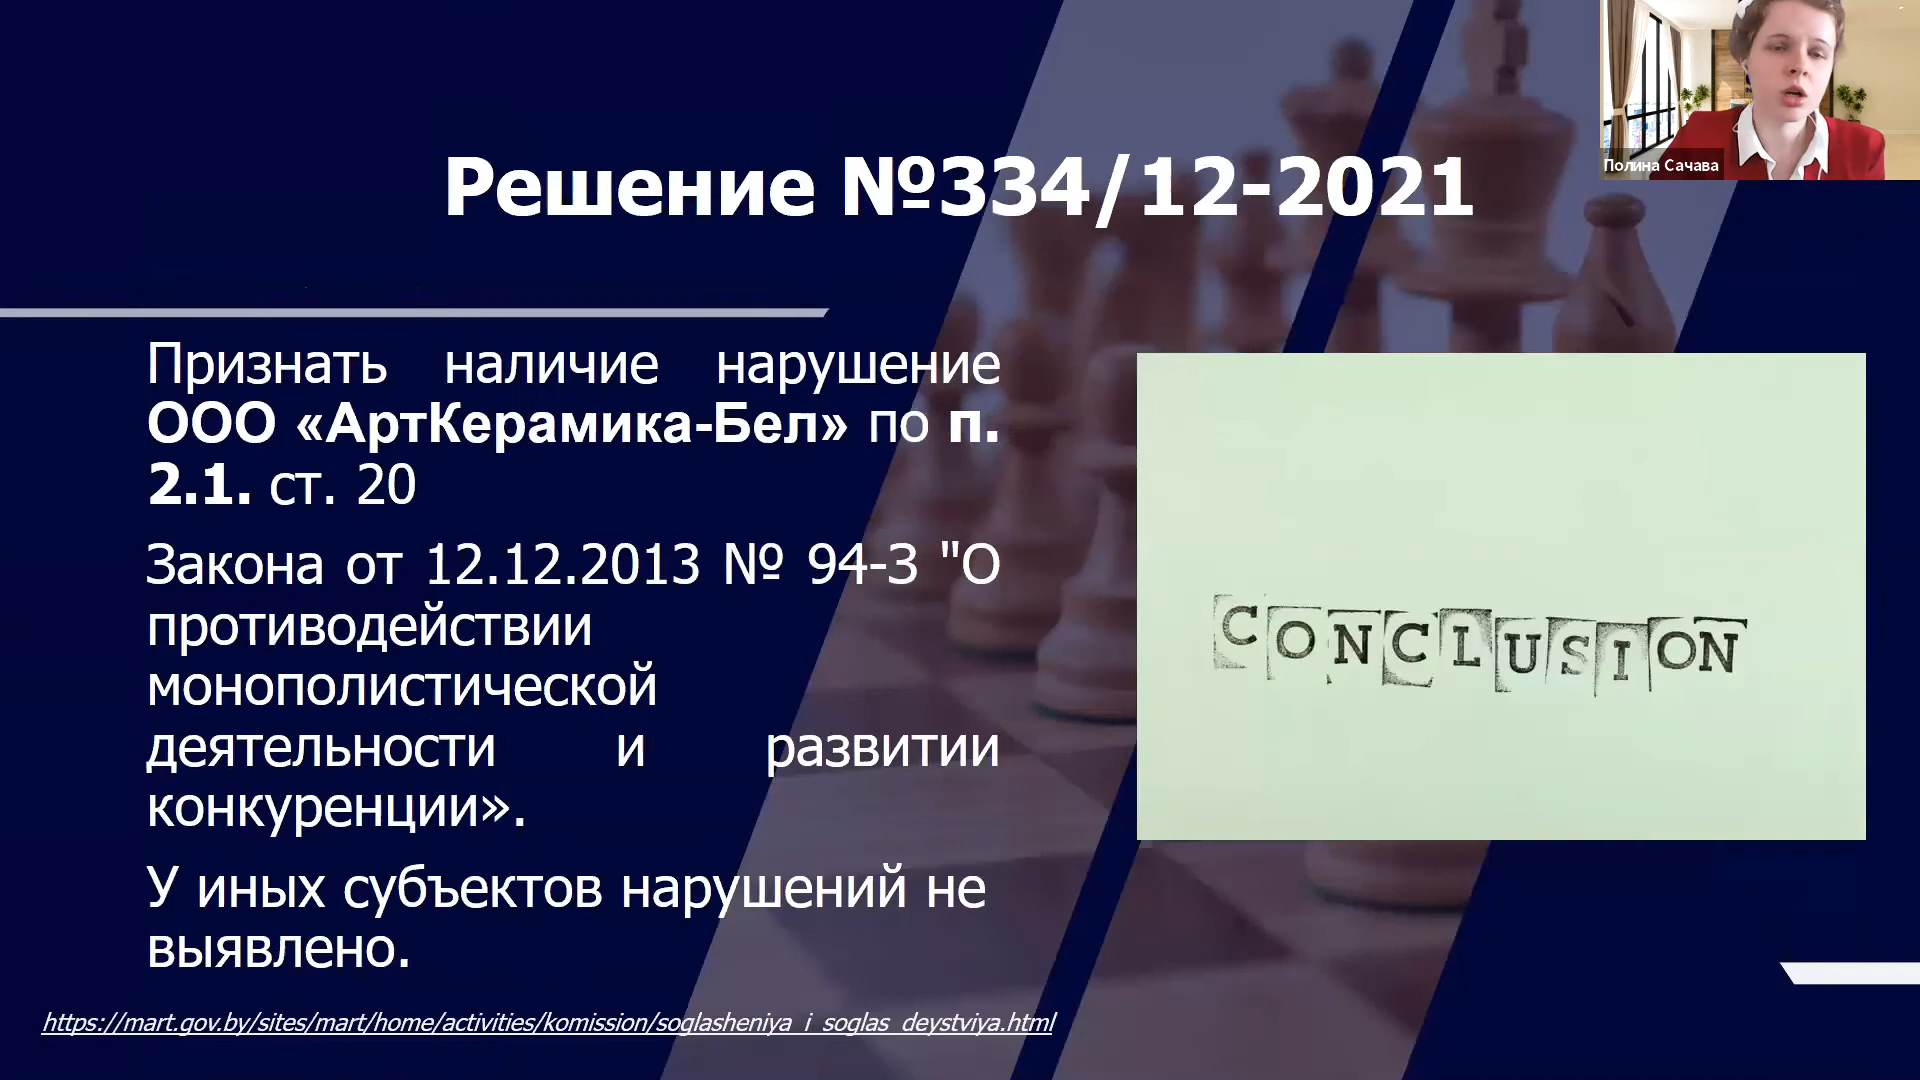 Полина Сачава
Решение №334/12-2021
Признать наличие нарушение
ООО «АртКерамика-Бел» по п.
2.1. ст. 20
Закона от 12.12.2013 № 94-З "О
противодействии
монополистической
деятельности и развитии
конкуренции».
У иных субъектов нарушений не
выявлено.
CONCLUSION
https://mart.gov.by/sites/mart/home/activities/komission/soglasheniya_i_soglas_deystviya.html